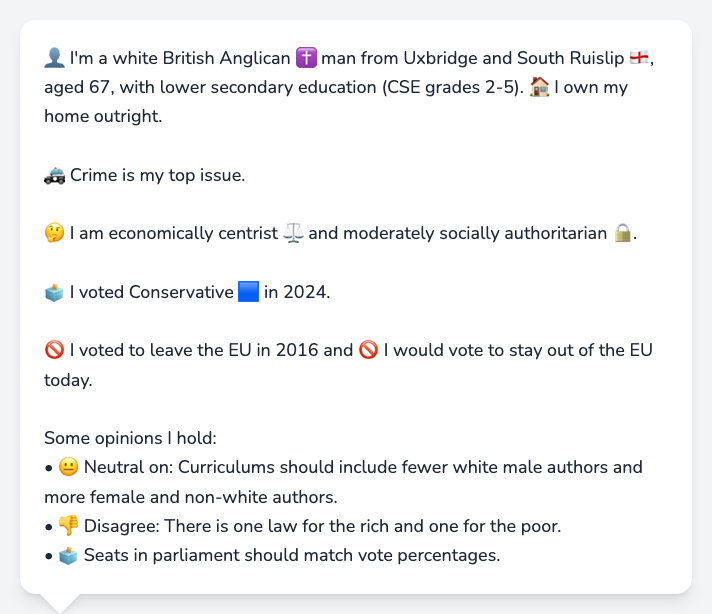 👤 I'm a white British Anglican ✝️ man from Uxbridge and South Ruislip 🏴󠁧󠁢󠁥󠁮󠁧󠁿,
aged 67, with lower secondary education (CSE grades 2-5). 🏠 I own my
home outright.
🚓 Crime is my top issue.
🤔 I am economically centrist ⚖️ and moderately socially authoritarian 🔒.
🗳️ I voted Conservative 🟦 in 2024.
🚫 I voted to leave the EU in 2016 and 🚫 I would vote to stay out of the EU
today.
Some opinions I hold:
• 😐 Neutral on: Curriculums should include fewer white male authors and
more female and non-white authors.
• 👎 Disagree: There is one law for the rich and one for the poor.
• 🗳️ Seats in parliament should match vote percentages.